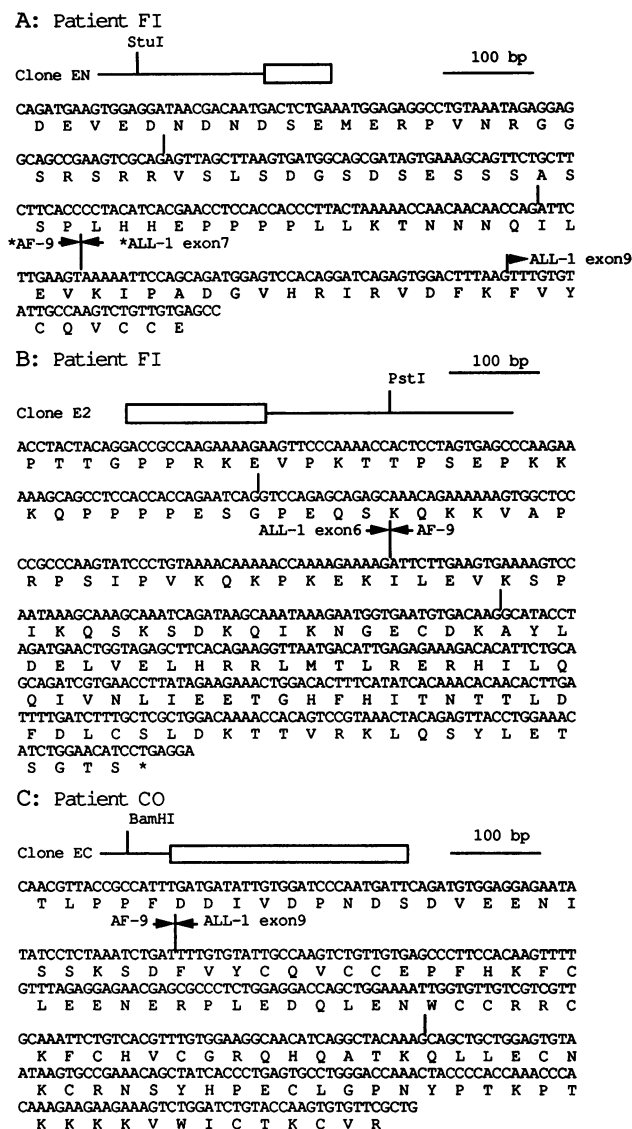 A: Patient FI
StuI
100 bp
Clone EN
CAGATGAAGTGGAGGATAACGACAATGACTCTGAAATGGAGAGGCCTGTAAATAGAGGAG
D E V E D N D N D S E M E R P V N R G G
GCAGCCGAAGTCGCAGAGTTAGCTTAAGTGATGGCAGCGATAGTGAAAGCAGTTCTGCTT
S R S R R V S L S D G S D S E S S S A S
CTTCACCCCTACATCACGAACCTCCACCACCCTTACTAAAAACCAACAACAACCAGATTC
S P L H H E P P P P L L K T N N N Q I L
*AF-9 *ALL-1 exon7
ALL-1 exon9
TTGAAGTAAAAATTCCAGCAGATGGAGTCCACAGGATCAGAGTGGACTTTAAGTTTGTGT
E V K I P A D G V H R I R V D F K F V Y
ATTGCCAAGTCTGTTGTGAGCC
C Q V C C E
B: Patient FI
100 bp
PstI
Clone E2
ACCTACTACAGGACCGCCAAGAAAAGAAGTTCCCAAAACCACTCCTAGTGAGCCCAAGAA
P T T G P P R K E V P K T T P S E P K K
AAAGCAGCCTCCACCACCAGAATCAGGTCCAGAGCAGAGCAAACAGAAAAAAGTGGCTCC
K Q P P P P E S G P E Q S K Q K K V A P
ALL-1 exon6 AF-9
CCGCCCAAGTATCCCTGTAAAACAAAAACCAAAAGAAAAGATTCTTGAAGTGAAAAGTCC
R P S I P V K Q K P K E K I L E V K S P
AATAAAGCAAAGCAAATCAGATAAGCAAATAAAGAATGGTGAATGTGACAAGGCATACCT
I K Q S K S D K Q I K N G E C D K A Y L
AGATGAACTGGTAGAGCTTCACAGAAGGTTAATGACATTGAGAGAAAGACACATTCTGCA
D E L V E L H R R L M T L R E R H I L Q
GCAGATCGTGAACCTTATAGAAGAAACTGGACACTTTCATATCACAAACACAACACTTGA
Q I V N L I E E T G H F H I T N T T L D
TTTTGATCTTTGCTCGCTGGACAAAACCACAGTCCGTAAACTACAGAGTTACCTGGAAAC
F D L C S L D K T T V R K L Q S Y L E T
ATCTGGAACATCCTGAGGA
S G T S *
C: Patient CO
BamHI
100 bp
Clone EC
CAACGTTACCGCCATTTGATGATATTGTGGATCCCAATGATTCAGATGTGGAGGAGAATA
T L P P F D D I V D P N D S D V E E N I
AF-9 ALL-1 exon9
TATCCTCTAAATCTGATTTTGTGTATTGCCAAGTCTGTTGTGAGCCCTTCCACAAGTTTT
S S K S D F V Y C Q V C C E P F H K F C
GTTTAGAGGAGAACGAGCGCCCTCTGGAGGACCAGCTGGAAAATTGGTGTTGTCGTCGTT
L E E N E R P L E D Q L E N W C C R R C
GCAAATTCTGTCACGTTTGTGGAAGGCAACATCAGGCTACAAAGCAGCTGCTGGAGTGTA
K F C H V C G R Q H Q A T K Q L L E C N
ATAAGTGCCGAAACAGCTATCACCCTGAGTGCCTGGGACCAAACTACCCCACCAAACCCA
K C R N S Y H P E C L G P N Y P T K P T
CAAAGAAGAAGAAAGTCTGGATCTGTACCAAGTGTGTTCGCTG
K K K K V W I C T K C V R